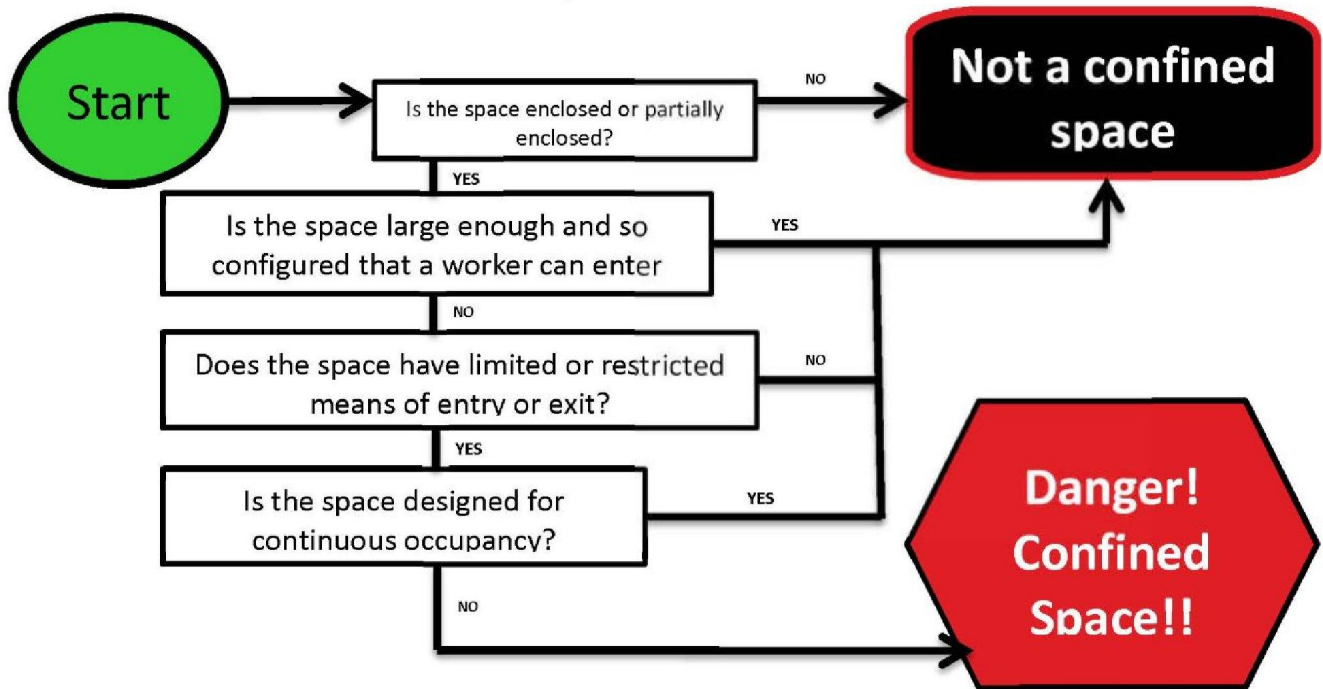 Start
Is the space enclosed or partially
enclosed?
NO
Not a confined
space
YES
Is the space large enough and so
configured that a worker can enter
YES
NO
Does the space have limited or restricted
means of entry or exit?
NO
YES
Is the space designed for
continuous occupancy?
YES
NO
Danger!
Confined
Space!!